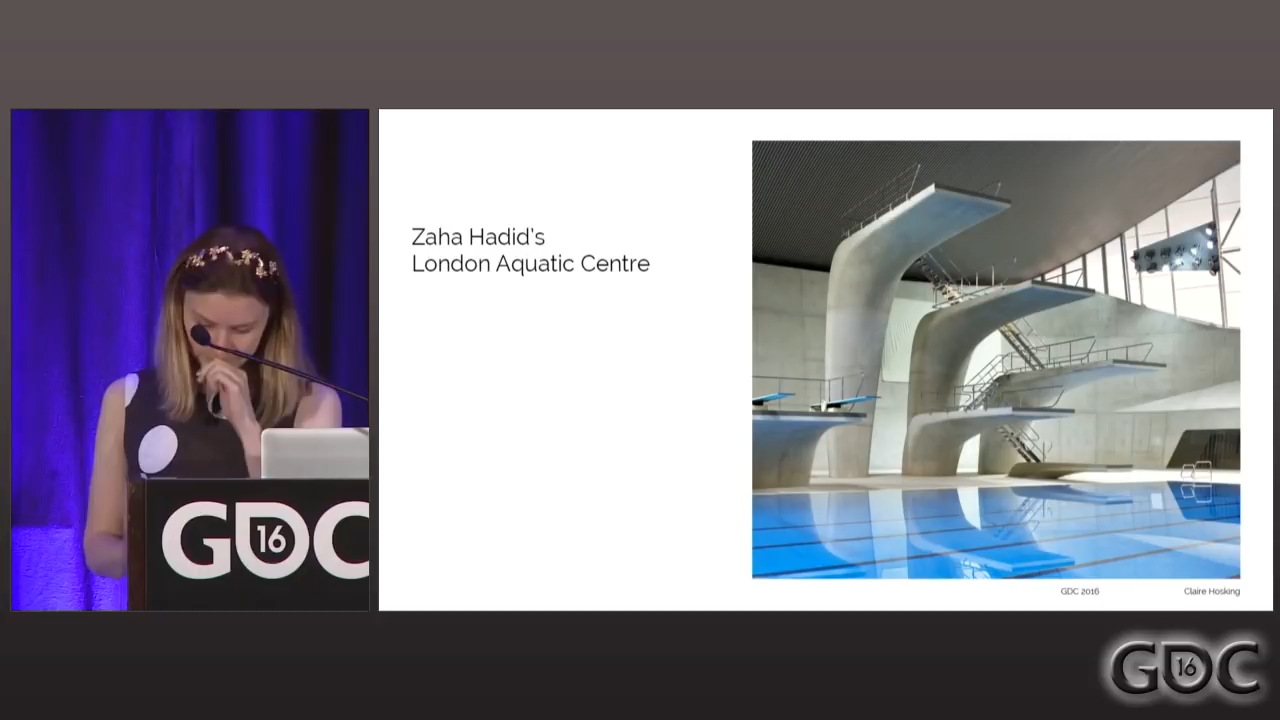 Zaha Hadid's
London Aquatic Centre
GDC 2016
Claire Hosking
GDC
16
GDC
16